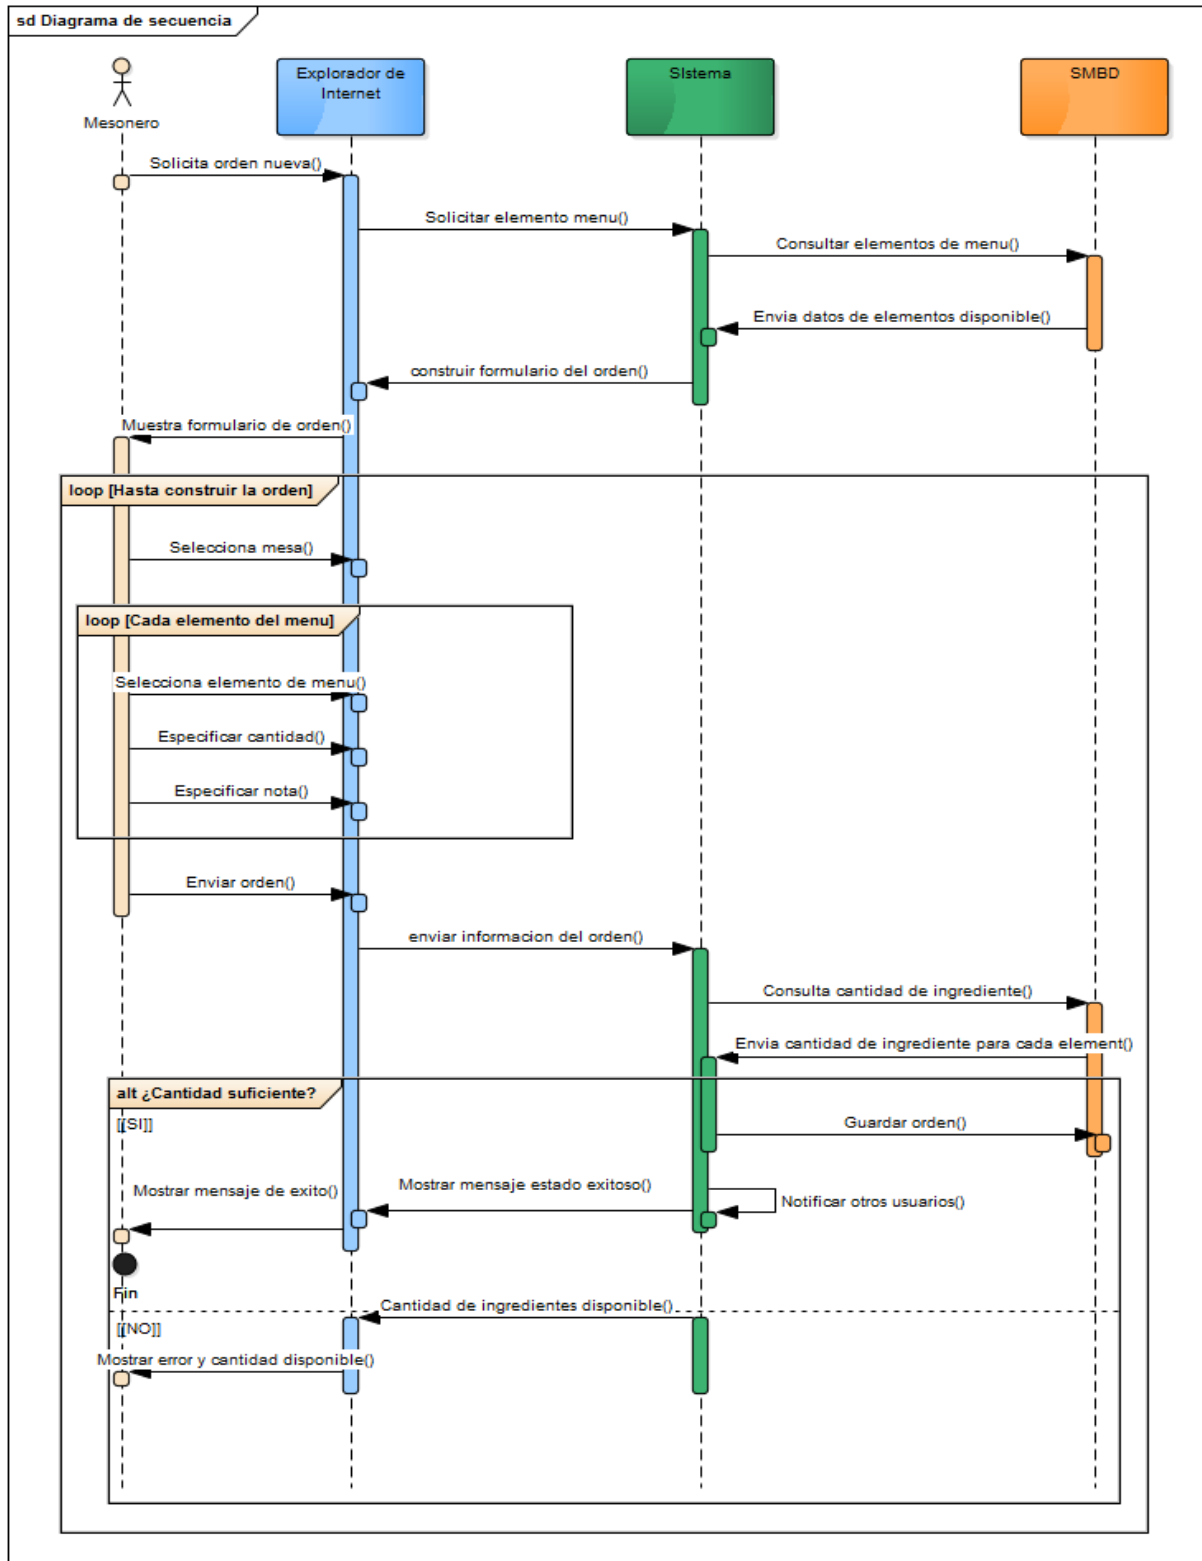 sd Diagrama de secuencia
Mesonero
Explorador de
Internet
SIstema
SMBD
Solicita orden nueva()
Solicitar elemento menu()
Consultar elementos de menu()
Envia datos de elementos disponible()
construir formulario del orden()
Muestra formulario de orden()
loop [Hasta construir la orden]
Selecciona mesa()
loop [Cada elemento del menu]
Selecciona elemento de menu()
Especificar cantidad()
Especificar nota()
Enviar orden()
enviar informacion del orden()
Consulta cantidad de ingrediente()
Envia cantidad de ingrediente para cada element()
alt ¿Cantidad suficiente?
[[SI]]
Guardar orden()
Mostrar mensaje de exito()
Mostrar mensaje estado exitoso()
Notificar otros usuarios()
Fin
Cantidad de ingredientes disponible()
[[NO]]
Mostrar error y cantidad disponible()